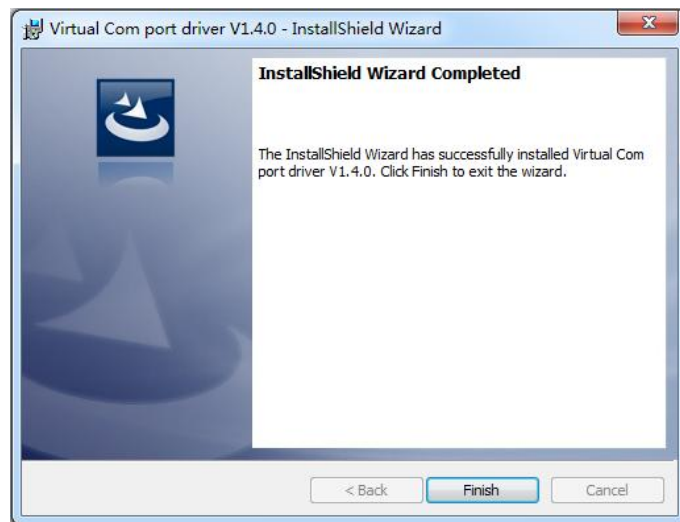 Virtual Com port driver V1.4.0 - InstallShield Wizard
InstallShield Wizard Completed
The InstallShield Wizard has successfully installed Virtual Com
port driver V1.4.0. Click Finish to exit the wizard.
< Back
Finish
Cancel